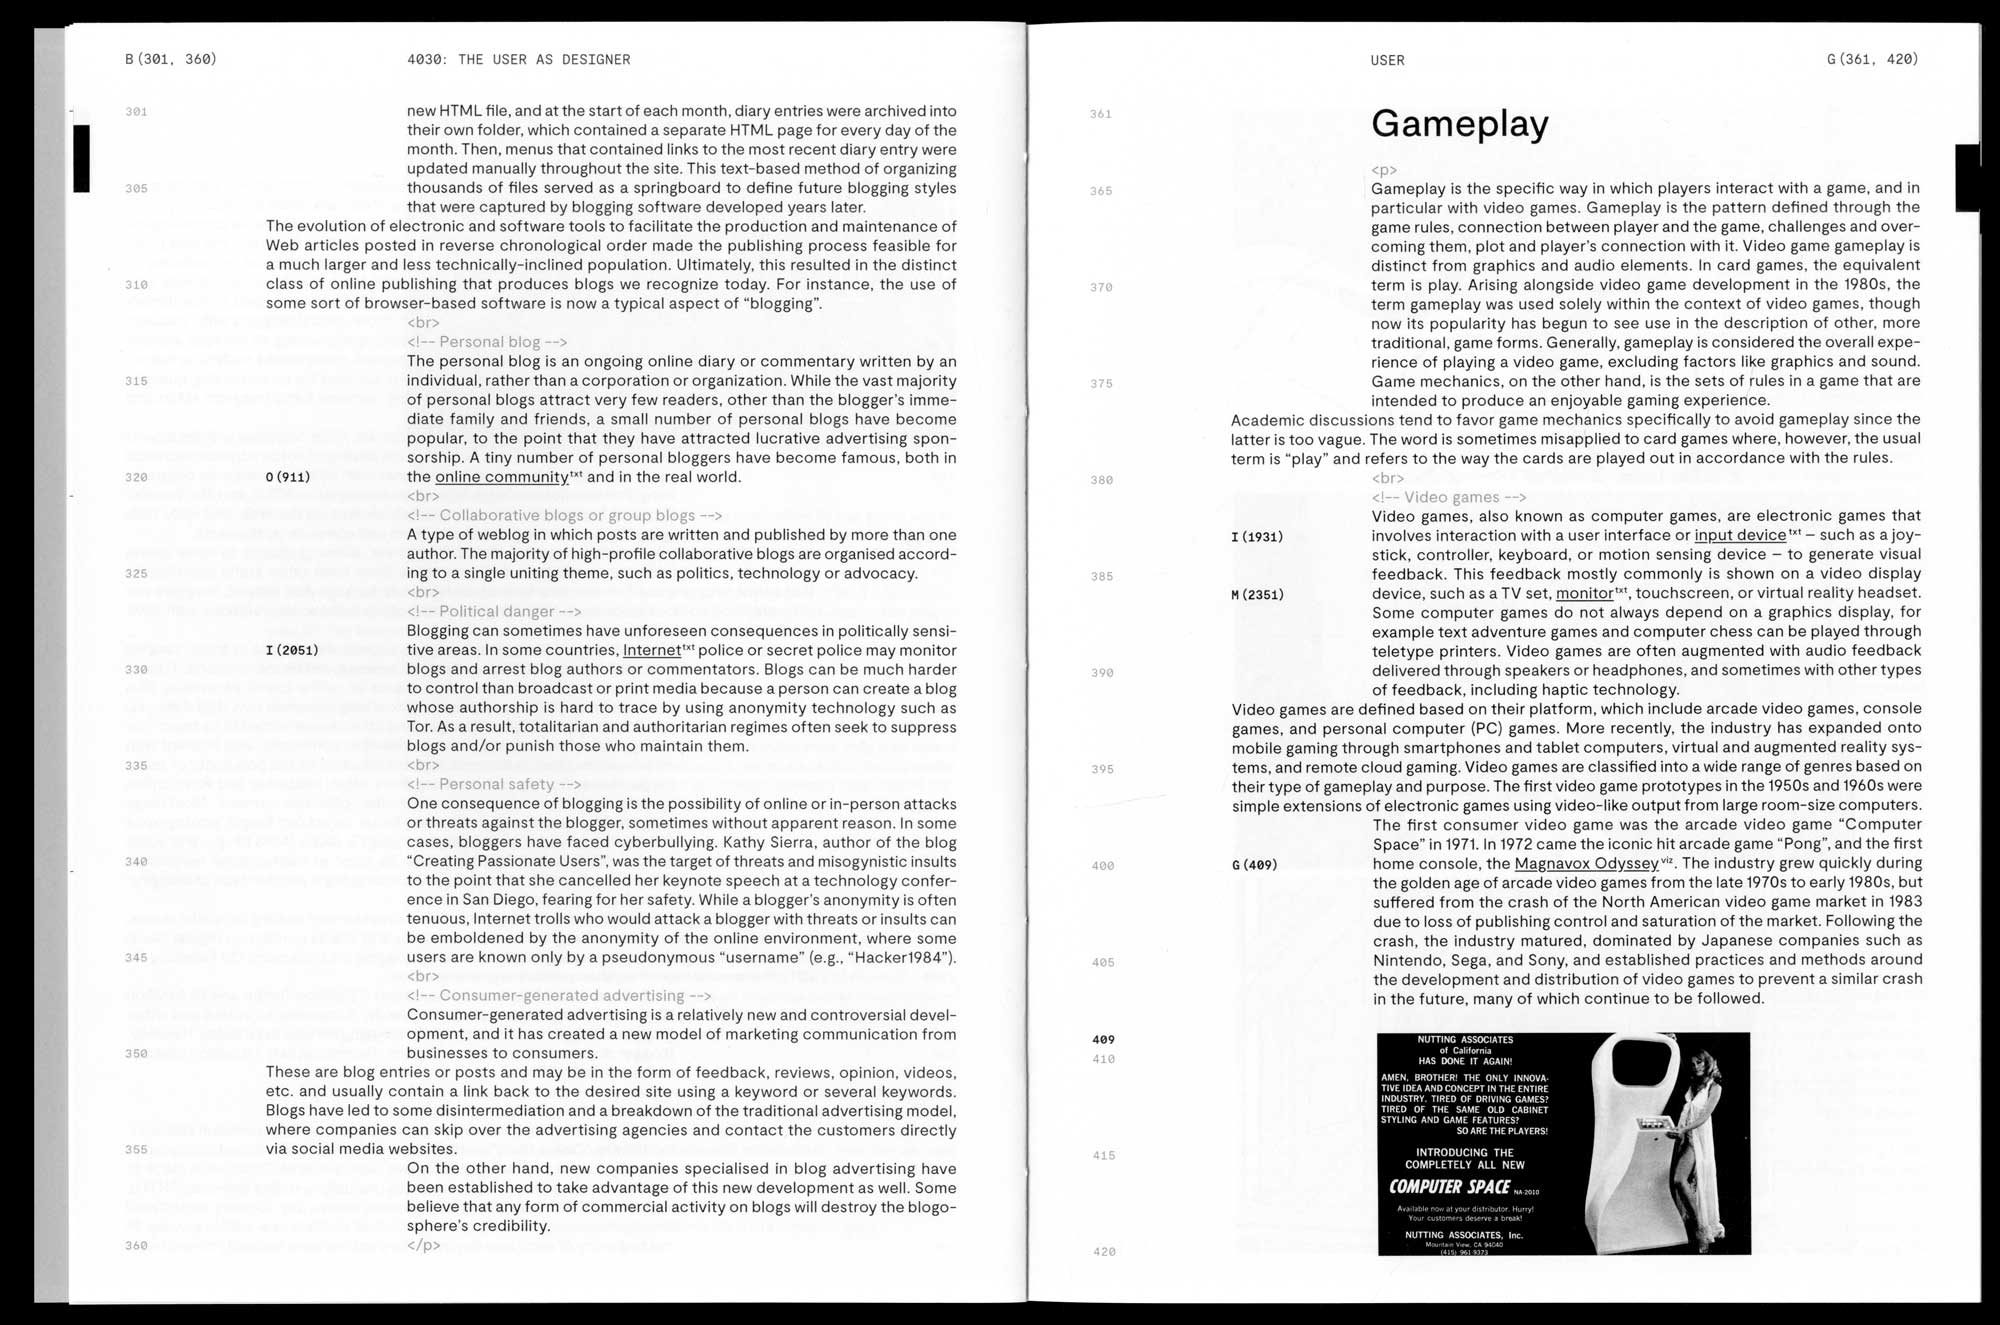 B (301, 360)
4030: THE USER AS DESIGNER
301
new HTML file, and at the start of each month, diary entries were archived into
their own folder, which contained a separate HTML page for every day of the
month. Then, menus that contained links to the most recent diary entry were
updated manually throughout the site. This text-based method of organizing
305 thousands of files served as a springboard to define future blogging styles
that were captured by blogging software developed years later.
The evolution of electronic and software tools to facilitate the production and maintenance of
Web articles posted in reverse chronological order made the publishing process feasible for
a much larger and less technically-inclined population. Ultimately, this resulted in the distinct
310 class of online publishing that produces blogs we recognize today. For instance, the use of
some sort of browser-based software is now a typical aspect of “blogging”.
<br>
<!-- Personal blog -->
The personal blog is an ongoing online diary or commentary written by an
315 individual, rather than a corporation or organization. While the vast majority
of personal blogs attract very few readers, other than the blogger’s imme-
diate family and friends, a small number of personal blogs have become
popular, to the point that they have attracted lucrative advertising spon-
sorship. A tiny number of personal bloggers have become famous, both in
320 O (911) the online community txt and in the real world.
<br>
<!-- Collaborative blogs or group blogs -->
A type of weblog in which posts are written and published by more than one
author. The majority of high-profile collaborative blogs are organised accord-
325 ing to a single uniting theme, such as politics, technology or advocacy.
<br>
<!-- Political danger -->
Blogging can sometimes have unforeseen consequences in politically sensi-
I (2051) tive areas. In some countries, Internet txt police or secret police may monitor
330 blogs and arrest blog authors or commentators. Blogs can be much harder
to control than broadcast or print media because a person can create a blog
whose authorship is hard to trace by using anonymity technology such as
Tor. As a result, totalitarian and authoritarian regimes often seek to suppress
blogs and/or punish those who maintain them.
335 <br>
<!-- Personal safety -->
One consequence of blogging is the possibility of online or in-person attacks
or threats against the blogger, sometimes without apparent reason. In some
cases, bloggers have faced cyberbullying. Kathy Sierra, author of the blog
340 “Creating Passionate Users”, was the target of threats and misogynistic insults
to the point that she cancelled her keynote speech at a technology confer-
ence in San Diego, fearing for her safety. While a blogger’s anonymity is often
tenuous, Internet trolls who would attack a blogger with threats or insults can
be emboldened by the anonymity of the online environment, where some
345 users are known only by a pseudonymous “username” (e.g., “Hacker1984”).
<br>
<!-- Consumer-generated advertising -->
Consumer-generated advertising is a relatively new and controversial devel-
opment, and it has created a new model of marketing communication from
350 businesses to consumers.
These are blog entries or posts and may be in the form of feedback, reviews, opinion, videos,
etc. and usually contain a link back to the desired site using a keyword or several keywords.
Blogs have led to some disintermediation and a breakdown of the traditional advertising model,
where companies can skip over the advertising agencies and contact the customers directly
355 via social media websites.
On the other hand, new companies specialised in blog advertising have
been established to take advantage of this new development as well. Some
believe that any form of commercial activity on blogs will destroy the blogo-
sphere’s credibility.
360 </p>
USER
G (361, 420)
361 Gameplay
<p>
365 Gameplay is the specific way in which players interact with a game, and in
particular with video games. Gameplay is the pattern defined through the
game rules, connection between player and the game, challenges and over-
coming them, plot and player’s connection with it. Video game gameplay is
distinct from graphics and audio elements. In card games, the equivalent
370 term is play. Arising alongside video game development in the 1980s, the
term gameplay was used solely within the context of video games, though
now its popularity has begun to see use in the description of other, more
traditional, game forms. Generally, gameplay is considered the overall expe-
rience of playing a video game, excluding factors like graphics and sound.
375 Game mechanics, on the other hand, is the sets of rules in a game that are
intended to produce an enjoyable gaming experience.
Academic discussions tend to favor game mechanics specifically to avoid gameplay since the
latter is too vague. The word is sometimes misapplied to card games where, however, the usual
term is “play” and refers to the way the cards are played out in accordance with the rules.
380 <br>
<!-- Video games -->
Video games, also known as computer games, are electronic games that
I (1931) involves interaction with a user interface or input device txt – such as a joy-
stick, controller, keyboard, or motion sensing device – to generate visual
385 feedback. This feedback mostly commonly is shown on a video display
M (2351) device, such as a TV set, monitor txt, touchscreen, or virtual reality headset.
Some computer games do not always depend on a graphics display, for
example text adventure games and computer chess can be played through
teletype printers. Video games are often augmented with audio feedback
390 delivered through speakers or headphones, and sometimes with other types
of feedback, including haptic technology.
Video games are defined based on their platform, which include arcade video games, console
games, and personal computer (PC) games. More recently, the industry has expanded onto
mobile gaming through smartphones and tablet computers, virtual and augmented reality sys-
395 tems, and remote cloud gaming. Video games are classified into a wide range of genres based on
their type of gameplay and purpose. The first video game prototypes in the 1950s and 1960s were
simple extensions of electronic games using video-like output from large room-size computers.
The first consumer video game was the arcade video game “Computer
Space” in 1971. In 1972 came the iconic hit arcade game “Pong”, and the first
400 G (409) home console, the Magnavox Odyssey viz. The industry grew quickly during
the golden age of arcade video games from the late 1970s to early 1980s, but
suffered from the crash of the North American video game market in 1983
due to loss of publishing control and saturation of the market. Following the
crash, the industry matured, dominated by Japanese companies such as
405 Nintendo, Sega, and Sony, and established practices and methods around
the development and distribution of video games to prevent a similar crash
in the future, many of which continue to be followed.
409
410
415
420
NUTTING ASSOCIATES
of California
HAS DONE IT AGAIN!
AMEN, BROTHER! THE ONLY INNOVA-
TIVE IDEA AND CONCEPT IN THE ENTIRE
INDUSTRY. TIRED OF DRIVING GAMES?
TIRED OF THE SAME OLD CABINET
STYLING AND GAME FEATURES?
SO ARE THE PLAYERS!
INTRODUCING THE
COMPLETELY ALL NEW
COMPUTER SPACE NA-2010
Available now at your distributor. Hurry!
Your customers deserve a break!
NUTTING ASSOCIATES, Inc.
Mountain View, CA 94040
(415) 961 9373